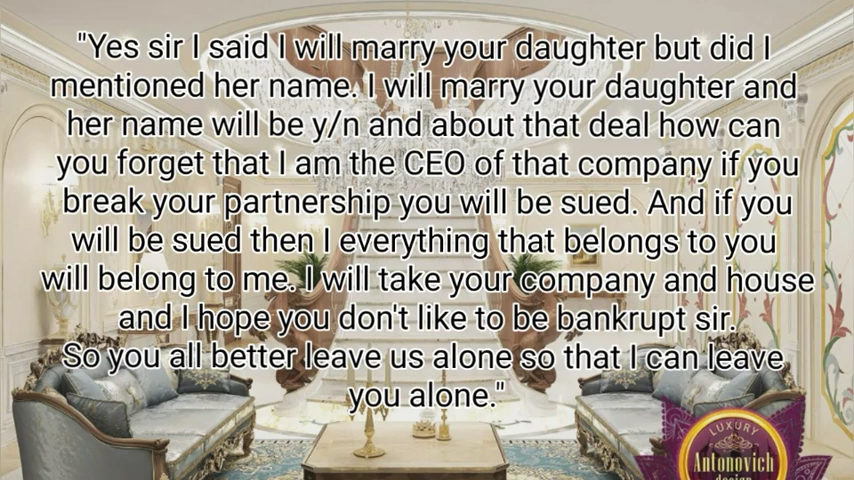 "Yes sir I said I will marry your daughter but did I
mentioned her name. I will marry your daughter and
her name will be y/n and about that deal how can
you forget that I am the CEO of that company if you
break your partnership you will be sued. And if you
will be sued then I everything that belongs to you
will belong to me. I will take your company and house
and I hope you don't like to be bankrupt sir.
So you all better leave us alone so that I can leave
you alone."
LUXURY
Antonovich
design